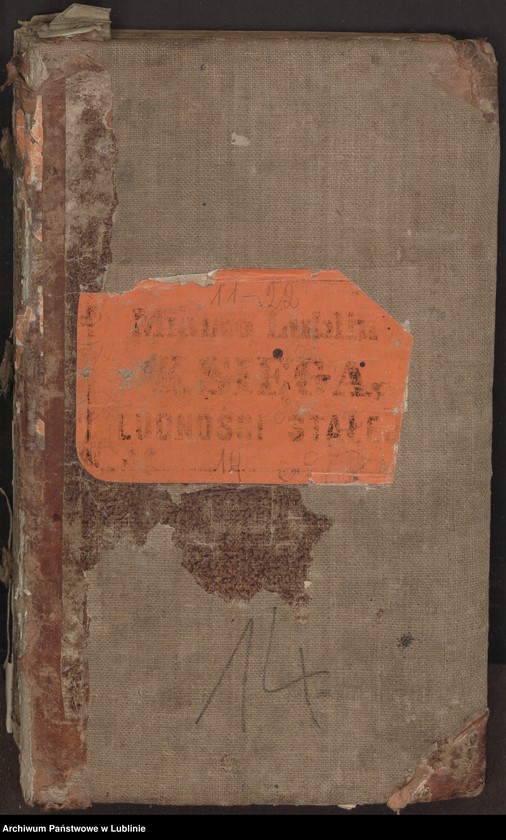 11-22
Miasto Lublin
KSIĘGA
LUDNOŚCI STAŁEJ
14
14
Archiwum Państwowe w Lublinie